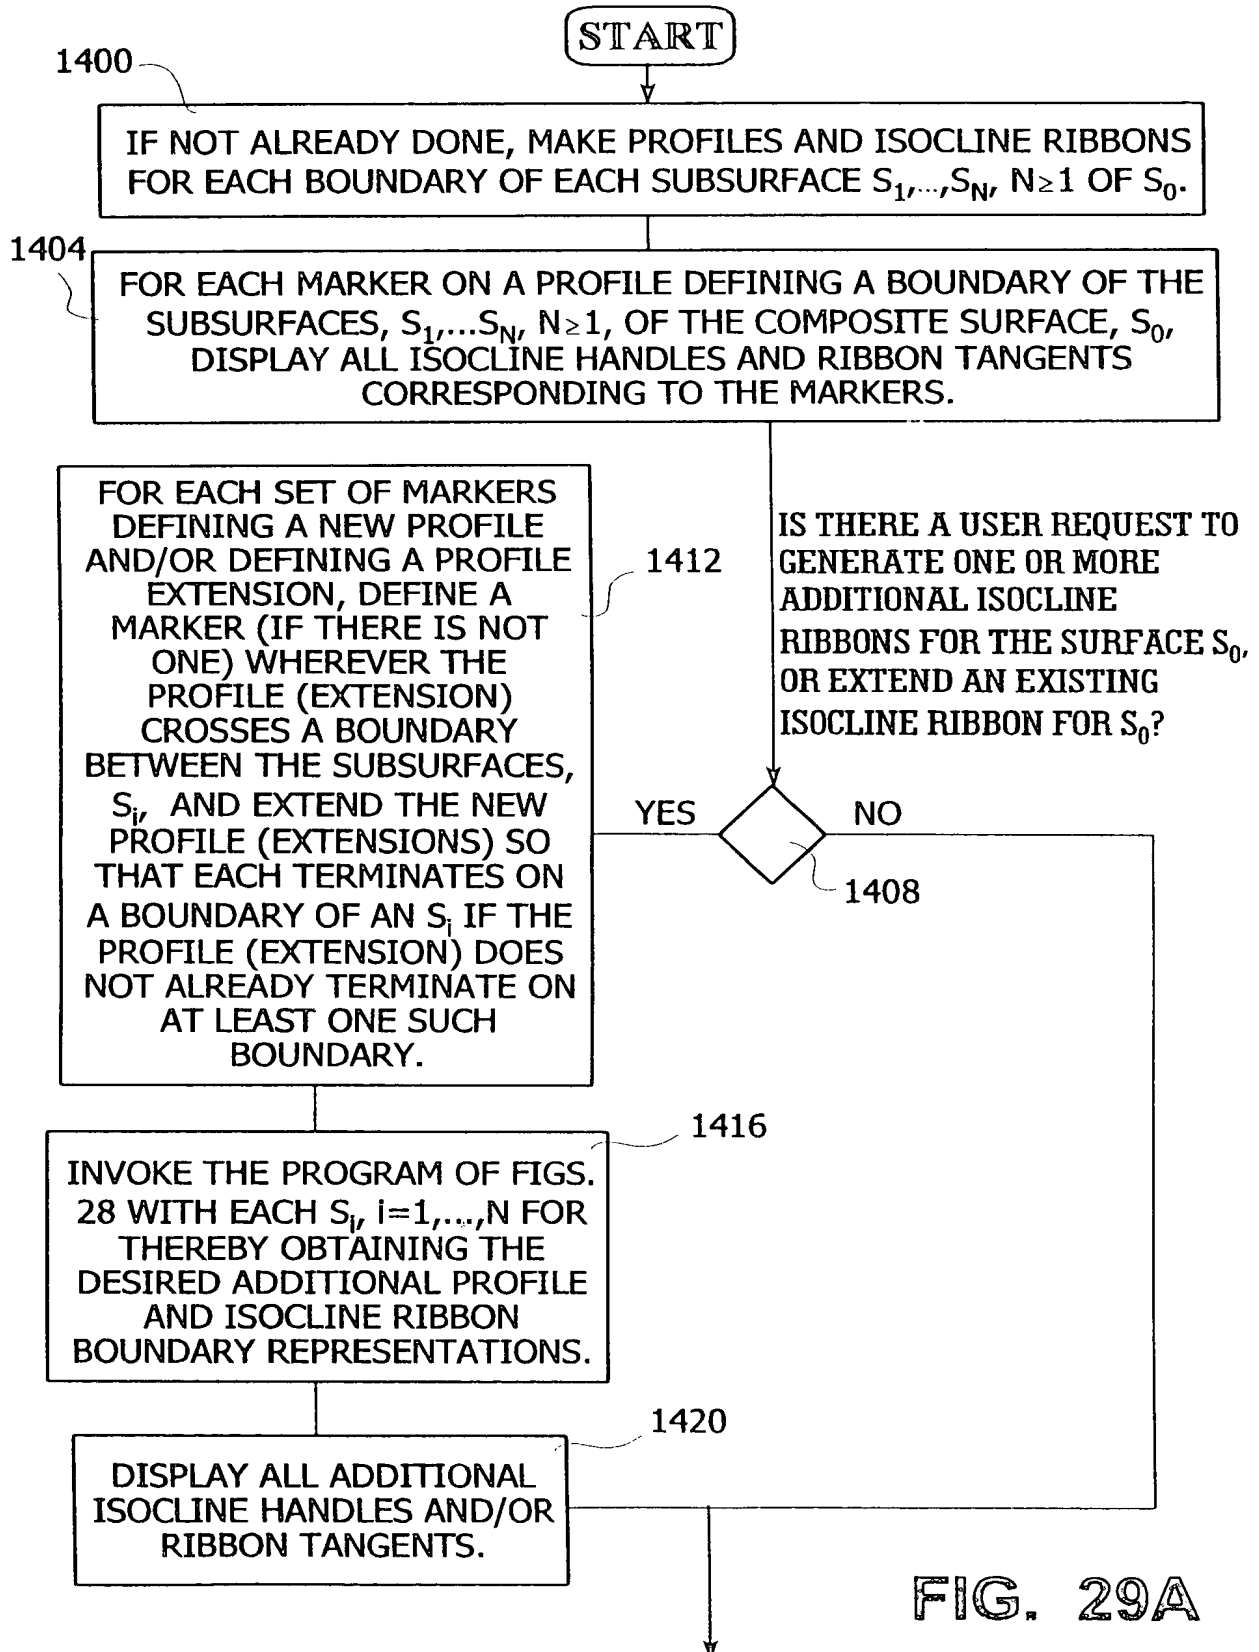 START
1400
IF NOT ALREADY DONE, MAKE PROFILES AND ISOCLINE RIBBONS
FOR EACH BOUNDARY OF EACH SUBSURFACE S₁,...,S_N, N≥1 OF S₀.
1404
FOR EACH MARKER ON A PROFILE DEFINING A BOUNDARY OF THE
SUBSURFACES, S₁,...S_N, N≥1, OF THE COMPOSITE SURFACE, S₀,
DISPLAY ALL ISOCLINE HANDLES AND RIBBON TANGENTS
CORRESPONDING TO THE MARKERS.
IS THERE A USER REQUEST TO
GENERATE ONE OR MORE
ADDITIONAL ISOCLINE
RIBBONS FOR THE SURFACE S₀,
OR EXTEND AN EXISTING
ISOCLINE RIBBON FOR S₀?
YES
NO
1408
FOR EACH SET OF MARKERS
DEFINING A NEW PROFILE
AND/OR DEFINING A PROFILE
EXTENSION, DEFINE A
MARKER (IF THERE IS NOT
ONE) WHEREVER THE
PROFILE (EXTENSION)
CROSSES A BOUNDARY
BETWEEN THE SUBSURFACES,
Sᵢ, AND EXTEND THE NEW
PROFILE (EXTENSIONS) SO
THAT EACH TERMINATES ON
A BOUNDARY OF AN Sᵢ IF THE
PROFILE (EXTENSION) DOES
NOT ALREADY TERMINATE ON
AT LEAST ONE SUCH
BOUNDARY.
1412
1416
INVOKE THE PROGRAM OF FIGS.
28 WITH EACH Sᵢ, i=1,...,N FOR
THEREBY OBTAINING THE
DESIRED ADDITIONAL PROFILE
AND ISOCLINE RIBBON
BOUNDARY REPRESENTATIONS.
1420
DISPLAY ALL ADDITIONAL
ISOCLINE HANDLES AND/OR
RIBBON TANGENTS.
FIG. 29A